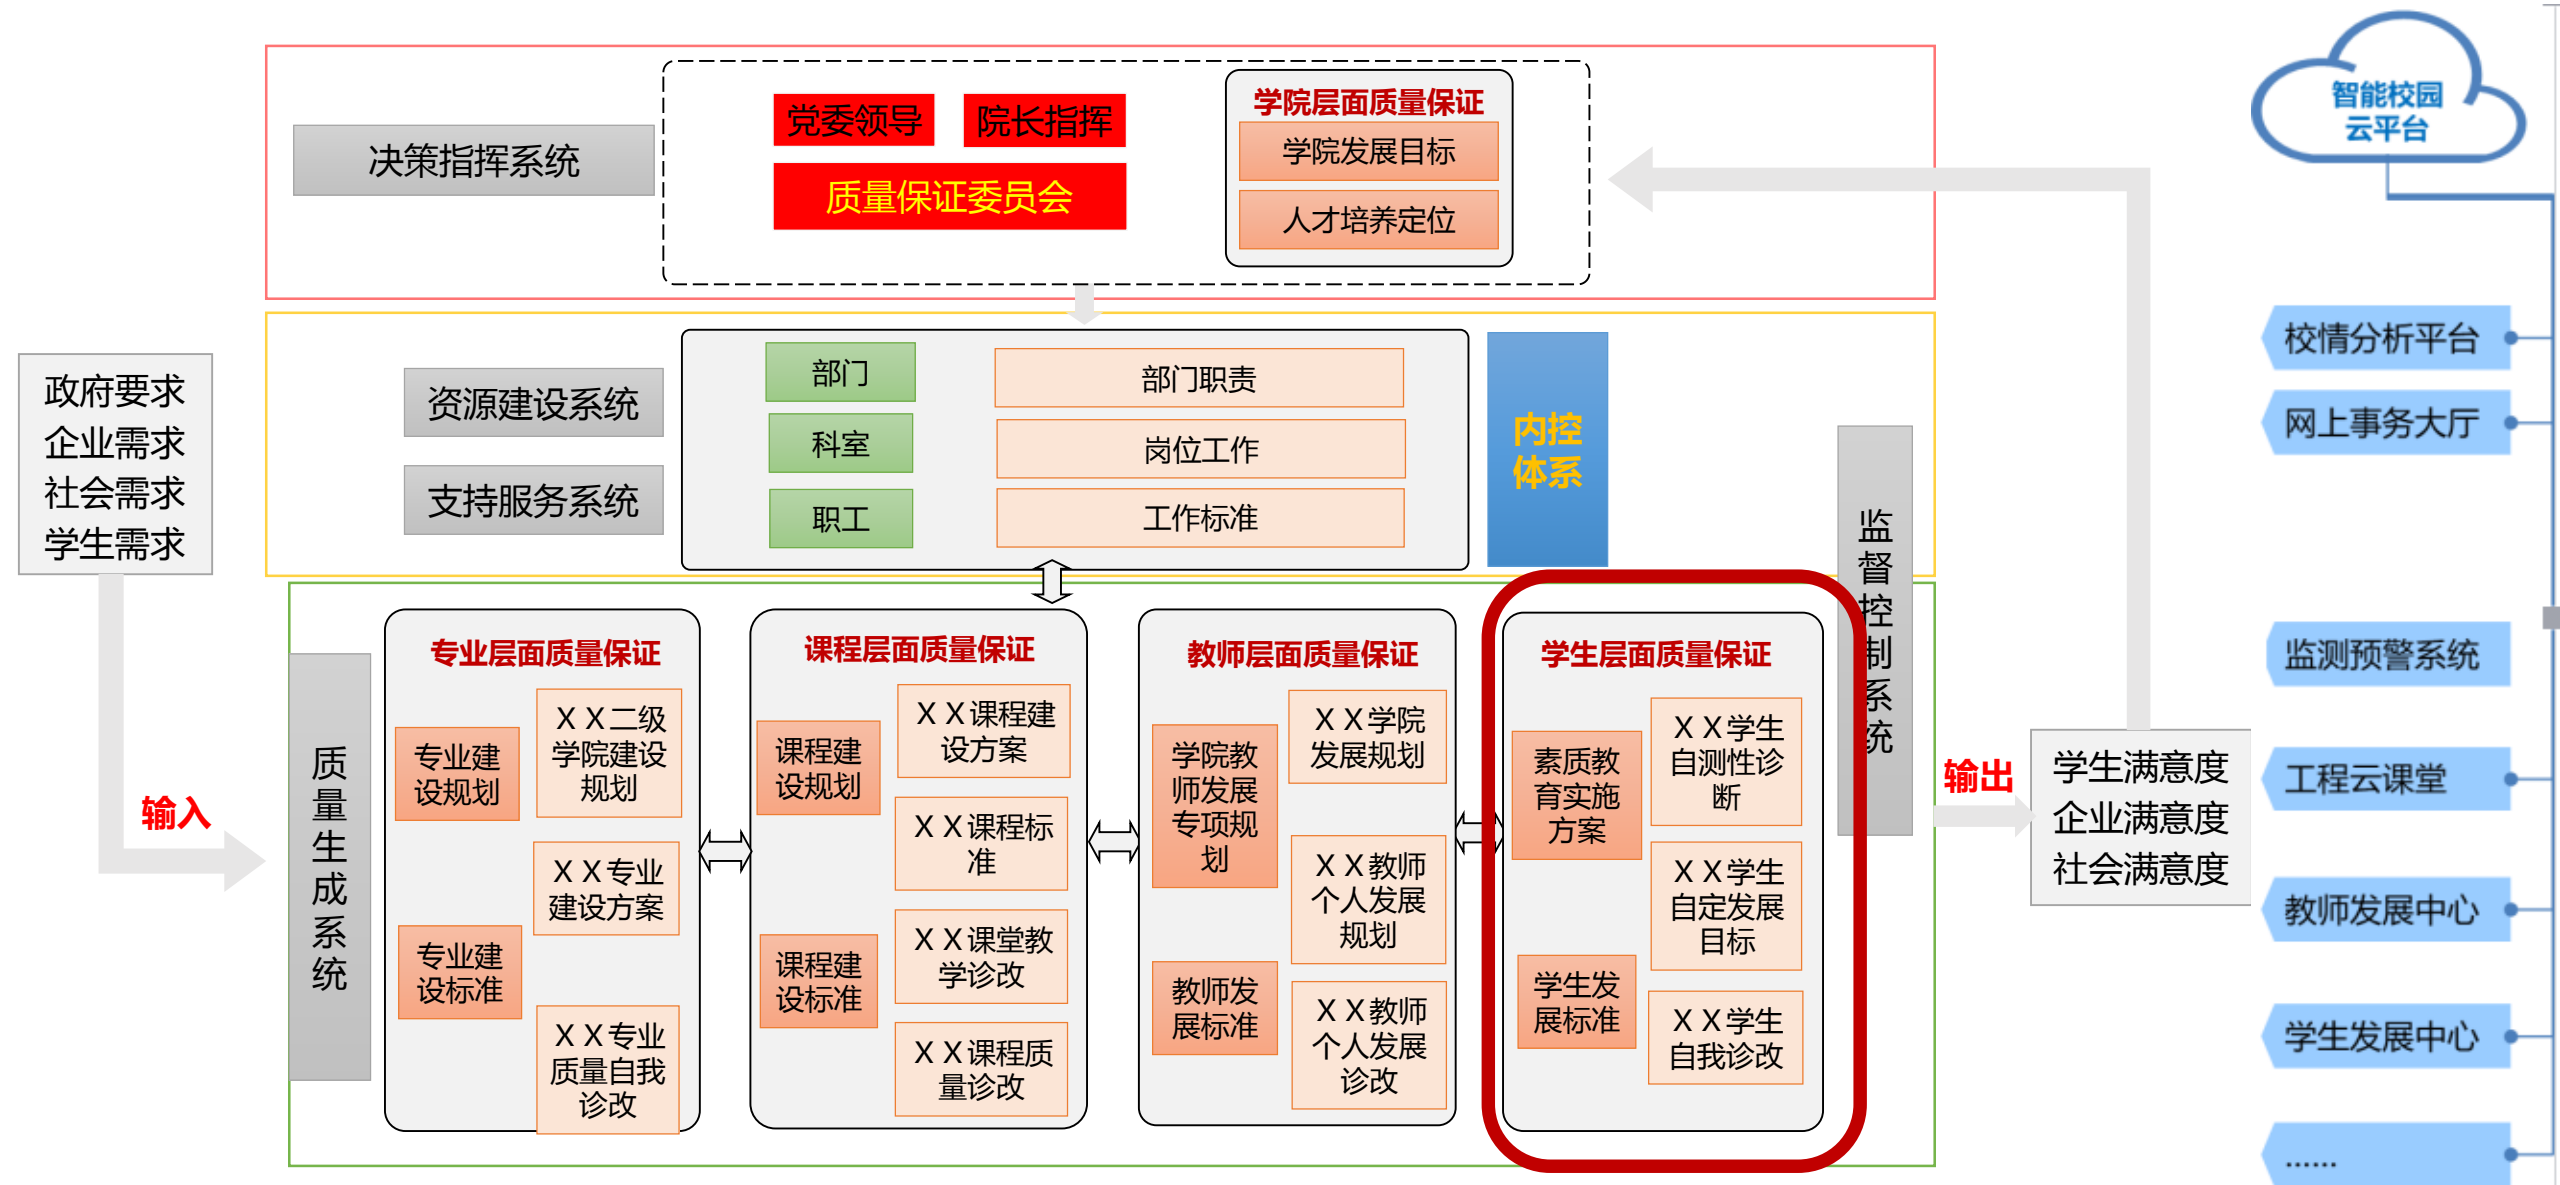 决策指挥系统
党委领导
院长指挥
质量保证委员会
学院层面质量保证
学院发展目标
人才培养定位
政府要求
企业需求
社会需求
学生需求
输入
资源建设系统
支持服务系统
部门
科室
职工
部门职责
岗位工作
工作标准
内控
体系
监
督
控
制
系
统
质
量
生
成
系
统
专业层面质量保证
专业建
设规划
专业建
设标准
X X二级
学院建设
规划
X X专业
建设方案
X X专业
质量自我
诊改
课程层面质量保证
课程建
设规划
课程建
设标准
X X课程建
设方案
X X课程标
准
X X课堂教
学诊改
X X课程质
量诊改
教师层面质量保证
学院教
师发展
专项规
划
教师发
展标准
X X学院
发展规划
X X教师
个人发展
规划
X X教师
个人发展
诊改
学生层面质量保证
素质教
育实施
方案
学生发
展标准
X X学生
自测性诊
断
X X学生
自定发展
目标
X X学生
自我诊改
输出
学生满意度
企业满意度
社会满意度
智能校园
云平台
校情分析平台
网上事务大厅
监测预警系统
工程云课堂
教师发展中心
学生发展中心
……